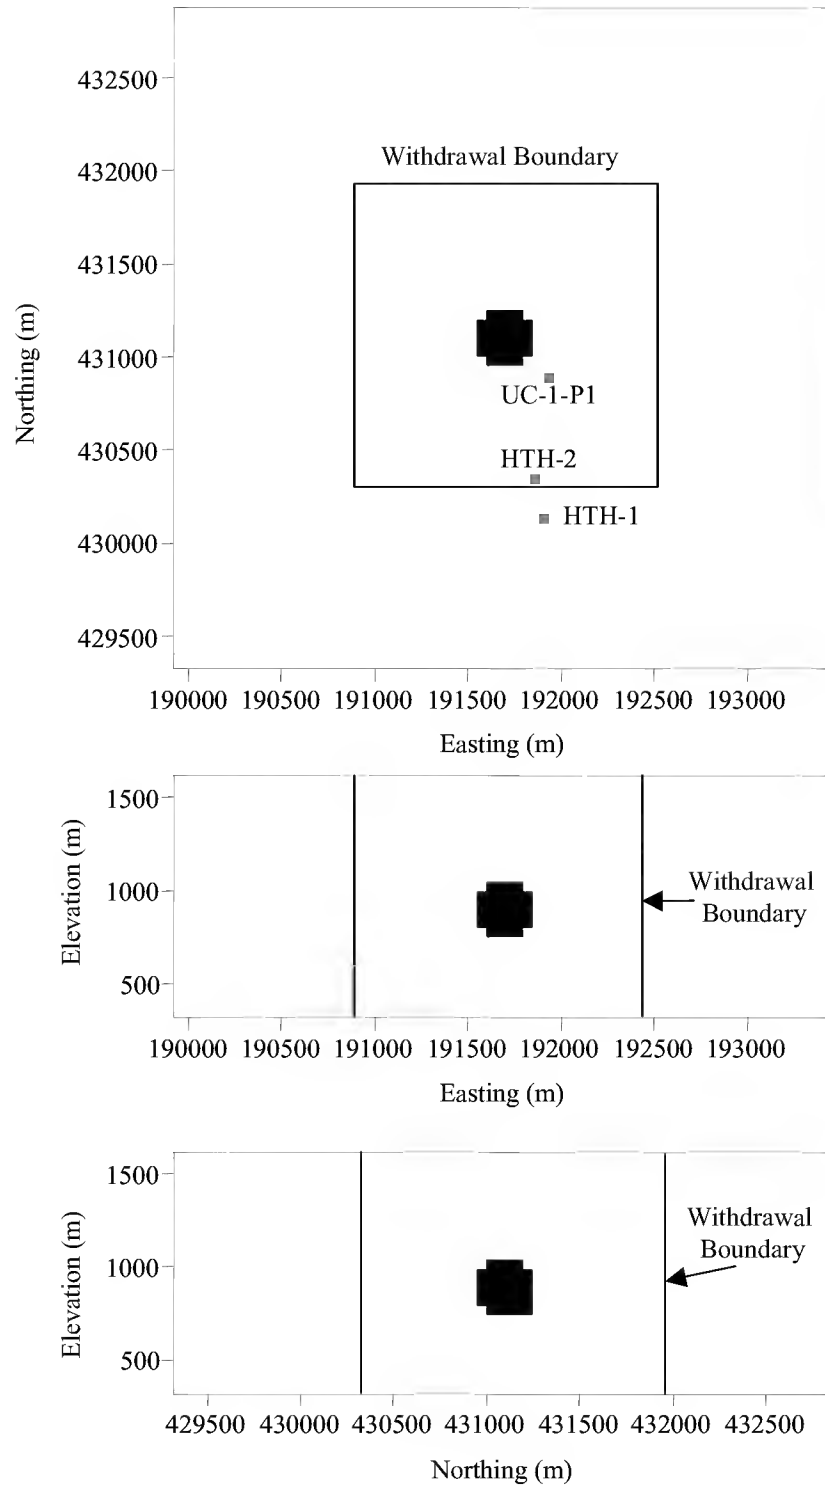 432500
432000
Withdrawal Boundary
431500
431000
UC-1-P1
430500
HTH-2
HTH-1
430000
429500
Northing (m)
190000 190500 191000 191500 192000 192500 193000
Easting (m)
1500
1000
500
Elevation (m)
Withdrawal
Boundary
190000 190500 191000 191500 192000 192500 193000
Easting (m)
1500
1000
500
Elevation (m)
Withdrawal
Boundary
429500 430000 430500 431000 431500 432000 432500
Northing (m)